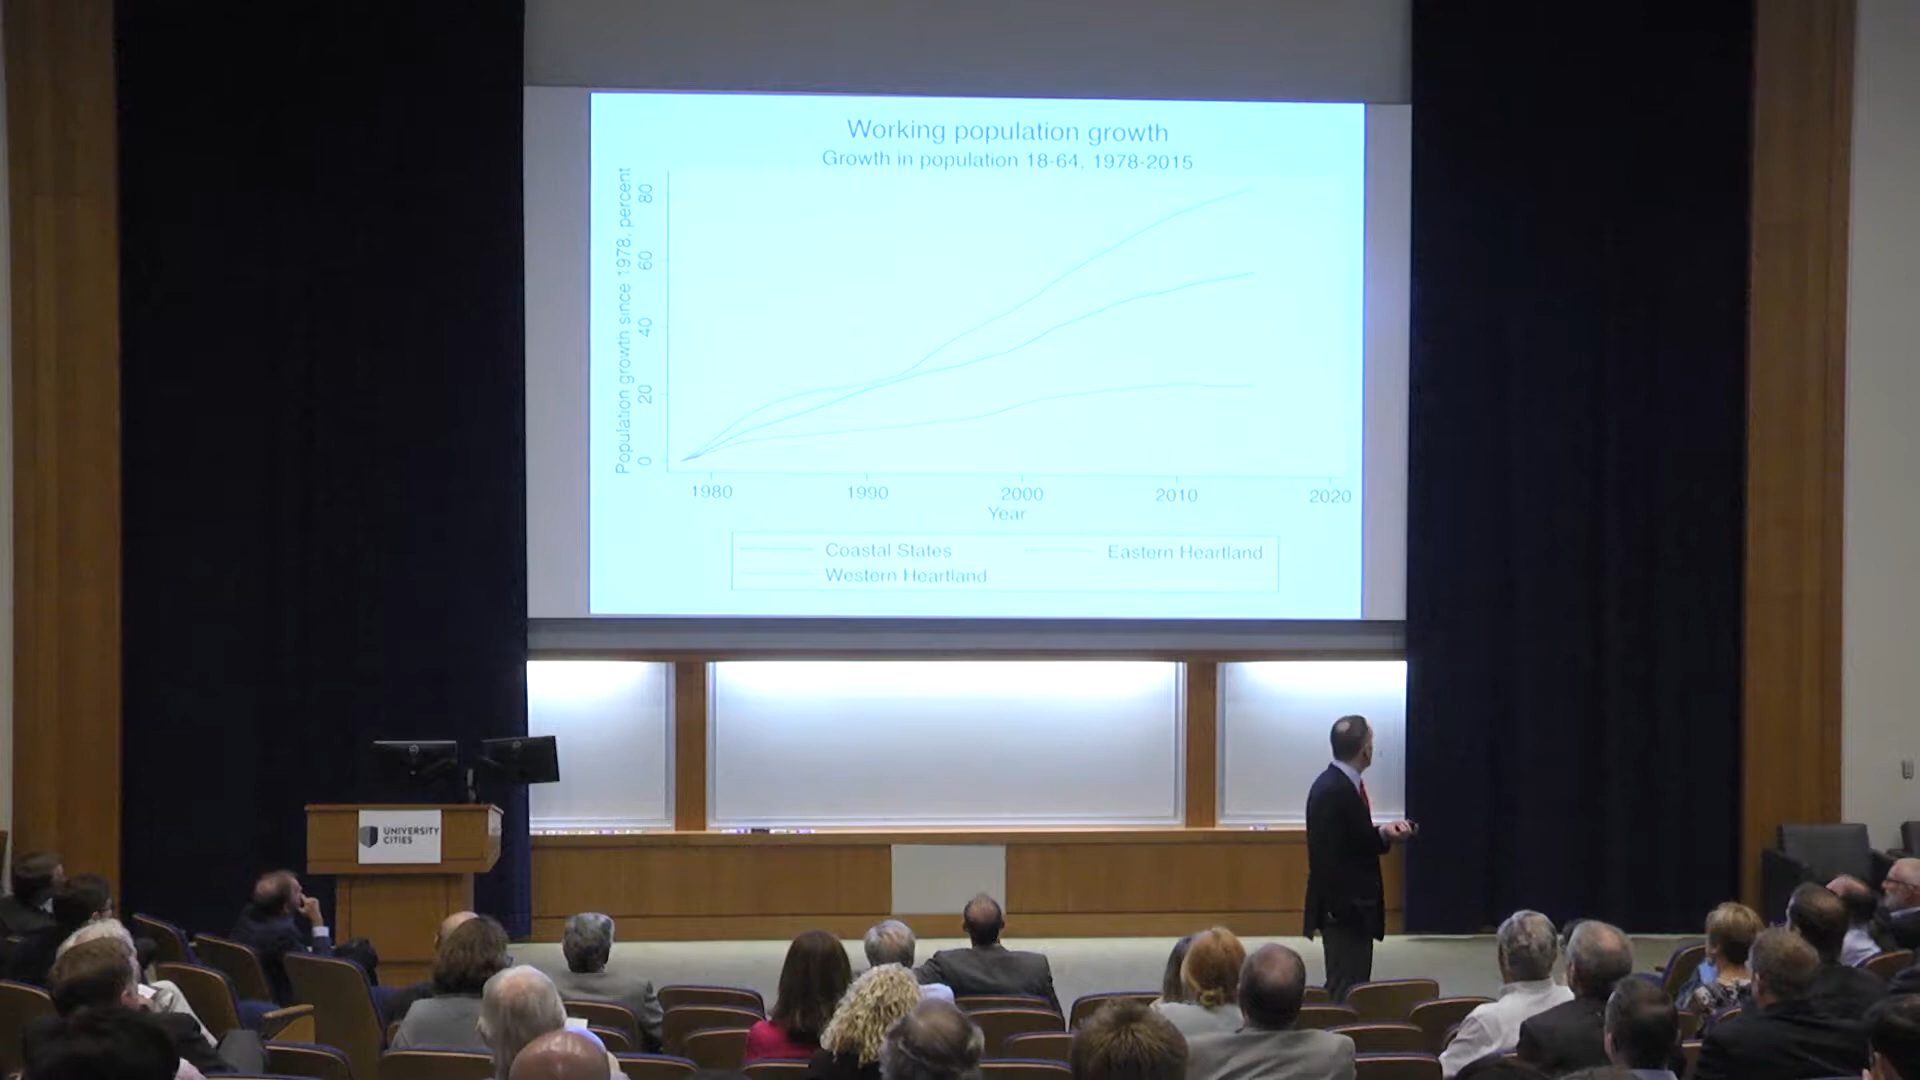 Working population growth
Growth in population 18-64, 1978-2015
Population growth since 1978, percent
80
60
40
20
0
1980 1990 2000 2010 2020
Year
Coastal States Eastern Heartland
Western Heartland
UNIVERSITY
CITIES